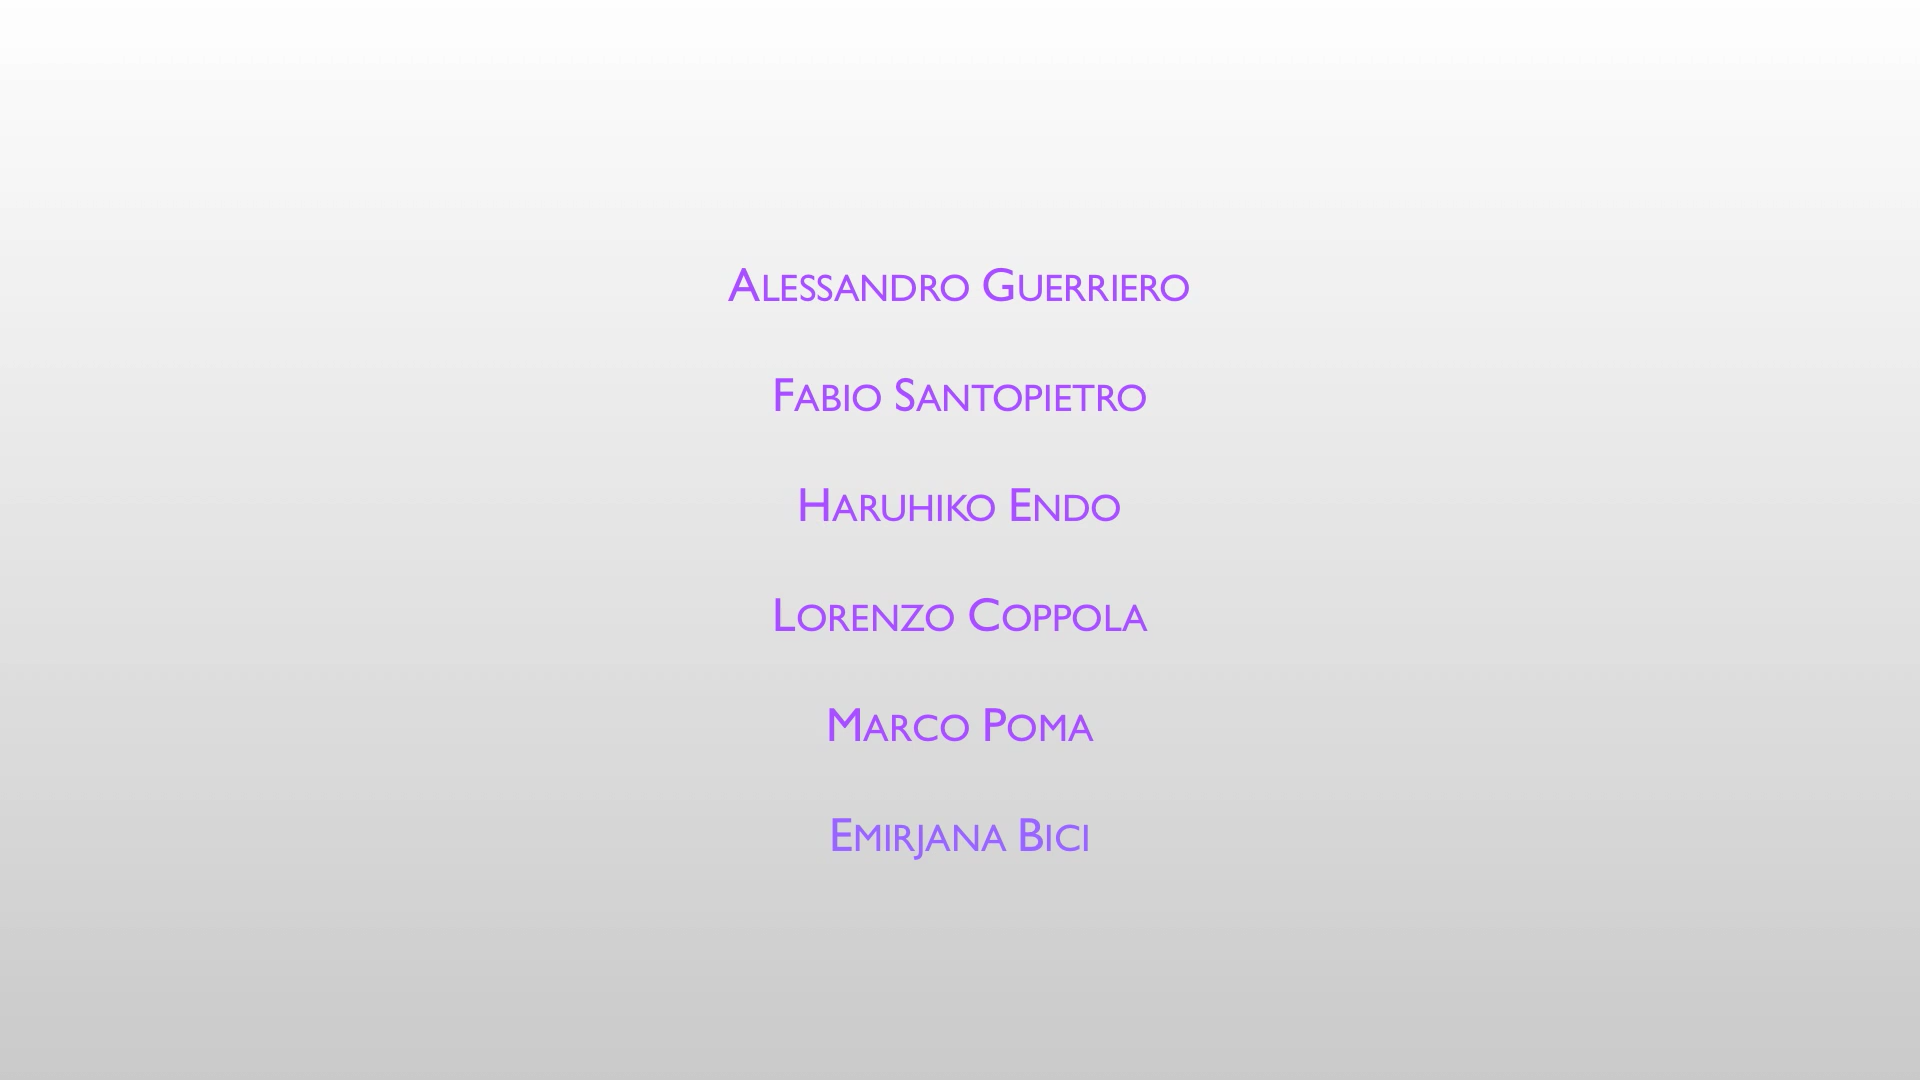 Alessandro Guerriero
Fabio Santopietro
Haruhiko Endo
Lorenzo Coppola
Marco Poma
Emirjana Bici